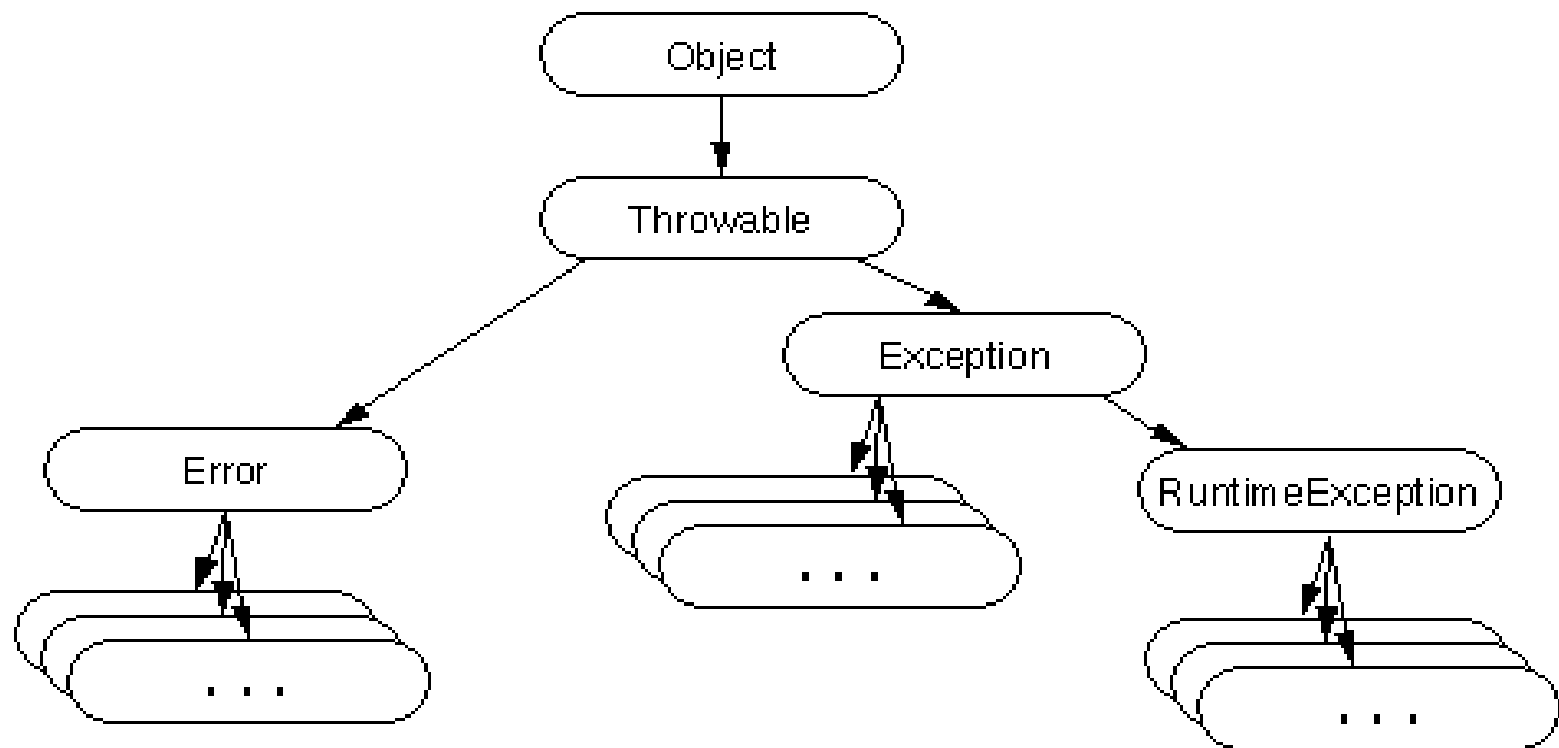 Object
Throwable
Exception
Error
RuntimeException
. . .
. . .
. . .